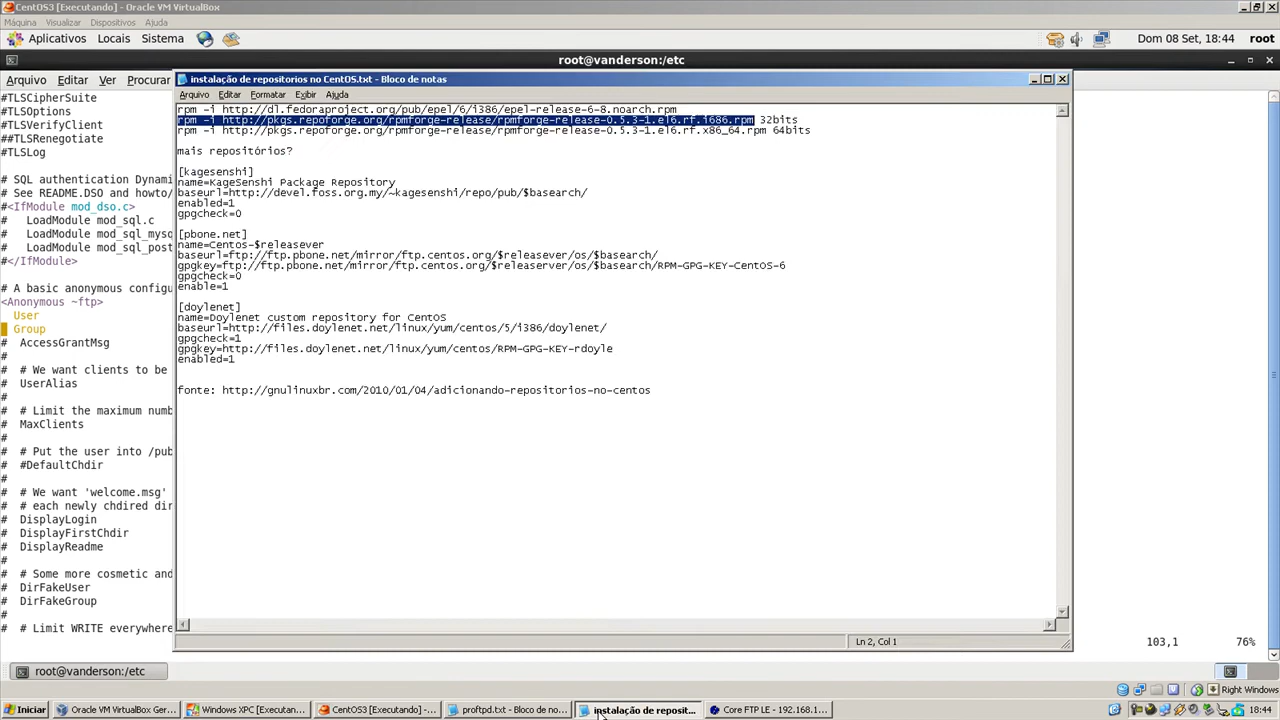 CentOS3 [Executando] - Oracle VM VirtualBox
Máquina Visualizar Dispositivos Ajuda
Aplicativos Locais Sistema
Dom 08 Set, 18:44 root
root@vanderson:/etc
Arquivo Editar Ver Procurar
#TLSCipherSuite
#TLSOptions
#TLSVerifyClient
#TLSRenegotiate
#TLSLog
# SQL authentication Dynami
# See README.DSO and howto/
#<IfModule mod_dso.c>
# LoadModule mod_sql.c
# LoadModule mod_sql_mysq
# LoadModule mod_sql_post
#</IfModule>
# A basic anonymous configu
<Anonymous ~ftp>
User
Group
# AccessGrantMsg
#
# # We want clients to be
# UserAlias
#
# # Limit the maximum numb
# MaxClients
#
# # Put the user into /pub
# #DefaultChdir
#
# # We want 'welcome.msg'
# # each newly chdired dir
# DisplayLogin
# DisplayFirstChdir
# DisplayReadme
#
# # Some more cosmetic and
# DirFakeUser
# DirFakeGroup
#
# # Limit WRITE everywhere
103,1 76%
instalação de repositorios no CentOS.txt - Bloco de notas
Arquivo Editar Formatar Exibir Ajuda
rpm -i http://dl.fedoraproject.org/pub/epel/6/i386/epel-release-6-8.noarch.rpm
rpm -i http://pkgs.repoforge.org/rpmforge-release/rpmforge-release-0.5.3-1.el6.rf.i686.rpm 32bits
rpm -i http://pkgs.repoforge.org/rpmforge-release/rpmforge-release-0.5.3-1.el6.rf.x86_64.rpm 64bits
mais repositórios?
[kagesenshi]
name=KageSenshi Package Repository
baseurl=http://devel.foss.org.my/~kagesenshi/repo/pub/$basearch/
enabled=1
gpgcheck=0
[pbone.net]
name=Centos-$releasever
baseurl=ftp://ftp.pbone.net/mirror/ftp.centos.org/$releaserver/os/$basearch/
gpgkey=ftp://ftp.pbone.net/mirror/ftp.centos.org/$releaserver/os/$basearch/RPM-GPG-KEY-CentOS-6
gpgcheck=0
enable=1
[doylenet]
name=Doylenet custom repository for CentOS
baseurl=http://files.doylenet.net/linux/yum/centos/5/i386/doylenet/
gpgcheck=1
gpgkey=http://files.doylenet.net/linux/yum/centos/RPM-GPG-KEY-rdoyle
enabled=1
fonte: http://gnulinuxbr.com/2010/01/04/adicionando-repositorios-no-centos
Ln 2, Col 1
root@vanderson:/etc
Right Windows
Iniciar
Oracle VM VirtualBox Ger...
Windows XPC [Executan...
CentOS3 [Executando] -...
proftpd.txt - Bloco de no...
instalação de reposit...
Core FTP LE - 192.168.1...
18:44